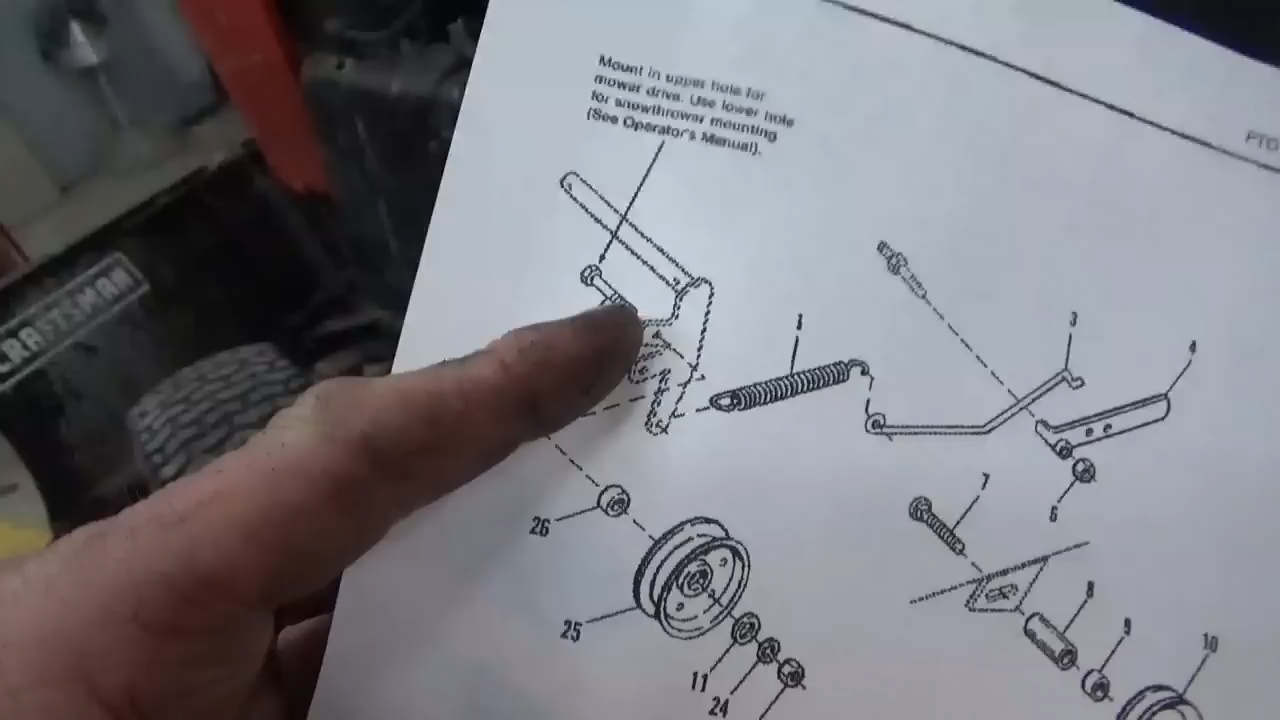 Mount in upper hole for
mower drive. Use lower hole
for snowthrower mounting
(See Operator's Manual).
PTO
CRAFTSMAN
1
3
4
7
6
26
8
9
25
10
11
24